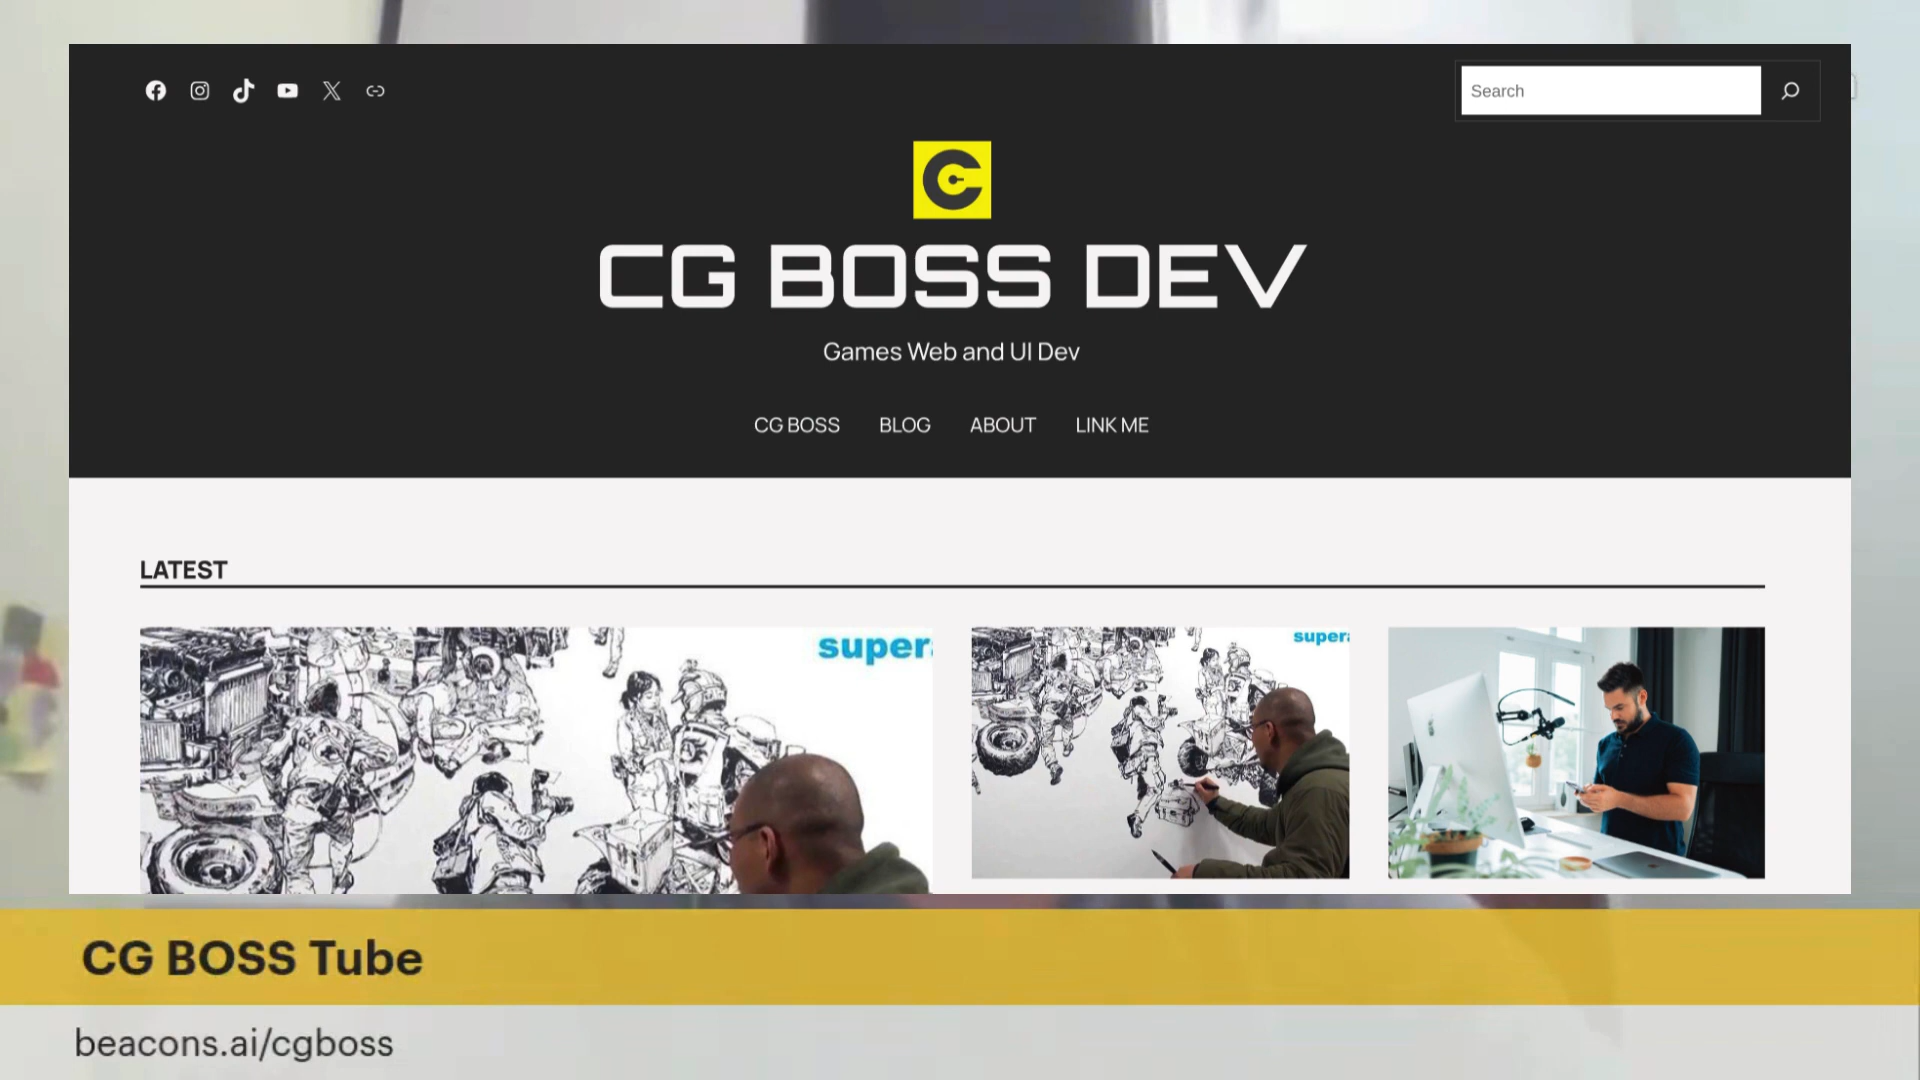 Search
CG BOSS DEV
Games Web and UI Dev
CG BOSS BLOG ABOUT LINK ME
LATEST
super
super
CG BOSS Tube
beacons.ai/cgboss